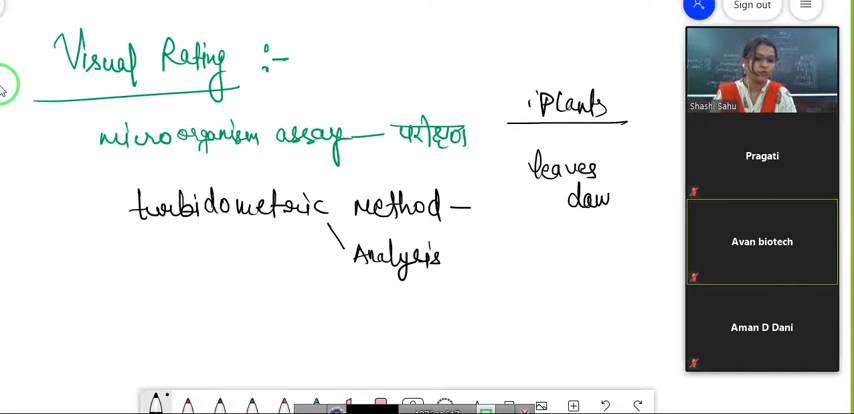 Sign out
Visual Rating :-
microorganism assay — परीक्षण
turbidometric method —
Analysis
Plants
leaves
dam
Shashi Sahu
Pragati
Avan biotech
Aman D Dani